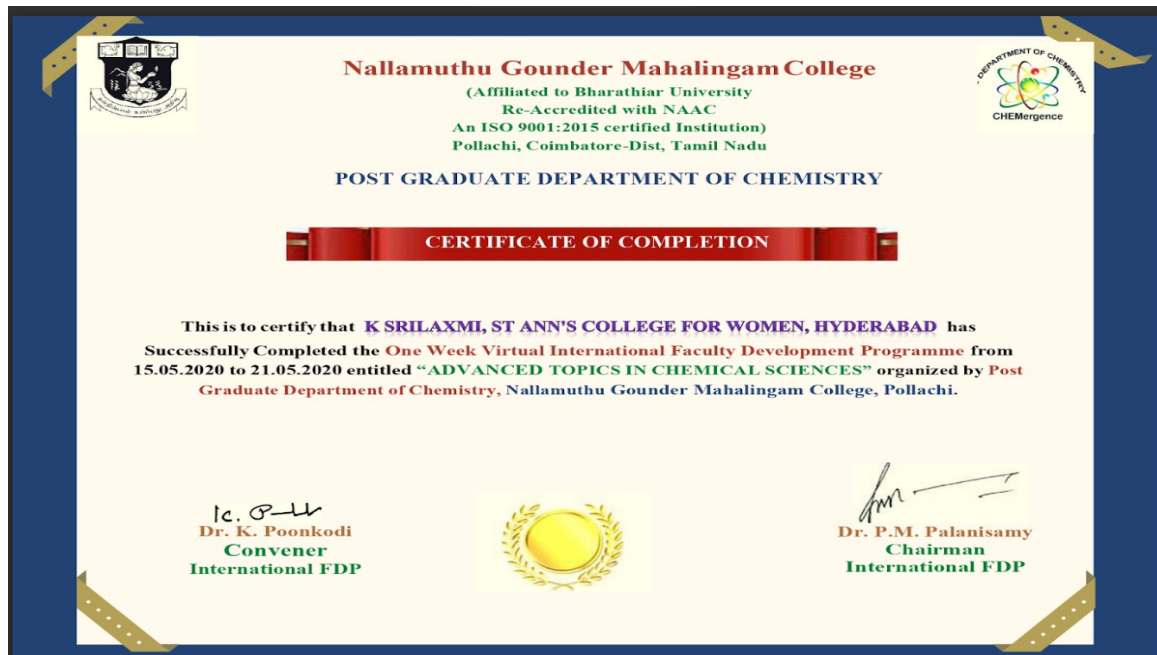 Nallamuthu Gounder Mahalingam College
(Affiliated to Bharathiar University
Re-Accredited with NAAC
An ISO 9001:2015 certified Institution)
Pollachi, Coimbatore-Dist, Tamil Nadu
DEPARTMENT OF CHEMISTRY
CHEMergence
POST GRADUATE DEPARTMENT OF CHEMISTRY
CERTIFICATE OF COMPLETION
This is to certify that K SRILAXMI, ST ANN'S COLLEGE FOR WOMEN, HYDERABAD has
Successfully Completed the One Week Virtual International Faculty Development Programme from
15.05.2020 to 21.05.2020 entitled “ADVANCED TOPICS IN CHEMICAL SCIENCES” organized by Post
Graduate Department of Chemistry, Nallamuthu Gounder Mahalingam College, Pollachi.
Dr. K. Poonkodi
Convener
International FDP
Dr. P.M. Palanisamy
Chairman
International FDP